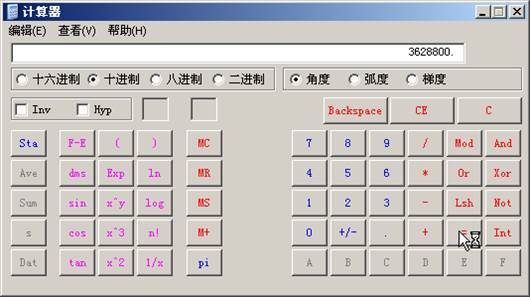 计算器
编辑(E) 查看(V) 帮助(H)
3628800.
十六进制 十进制 八进制 二进制 角度 弧度 梯度
Inv Hyp Backspace CE C
Sta F-E ( ) MC 7 8 9 / Mod And
Ave dms Exp ln MR 4 5 6 * Or Xor
Sum sin x^y log MS 1 2 3 - Lsh Not
s cos x^3 n! M+ 0 +/- . + = Int
Dat tan x^2 1/x pi A B C D E F